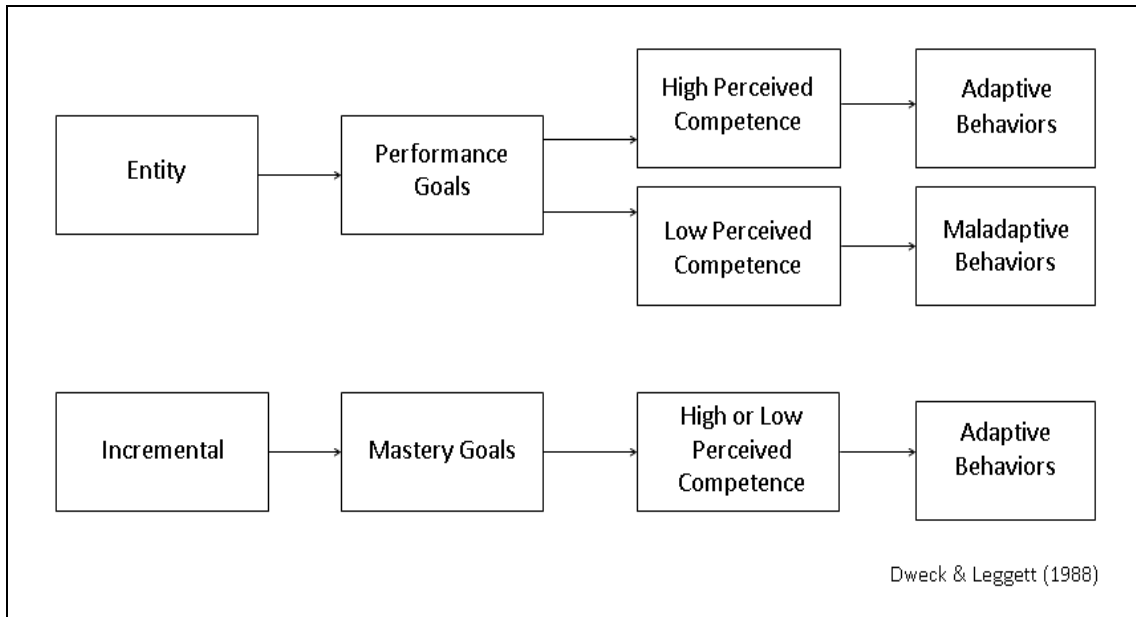 Entity
Performance
Goals
High Perceived
Competence
Adaptive
Behaviors
Low Perceived
Competence
Maladaptive
Behaviors
Incremental
Mastery Goals
High or Low
Perceived
Competence
Adaptive
Behaviors
Dweck & Leggett (1988)